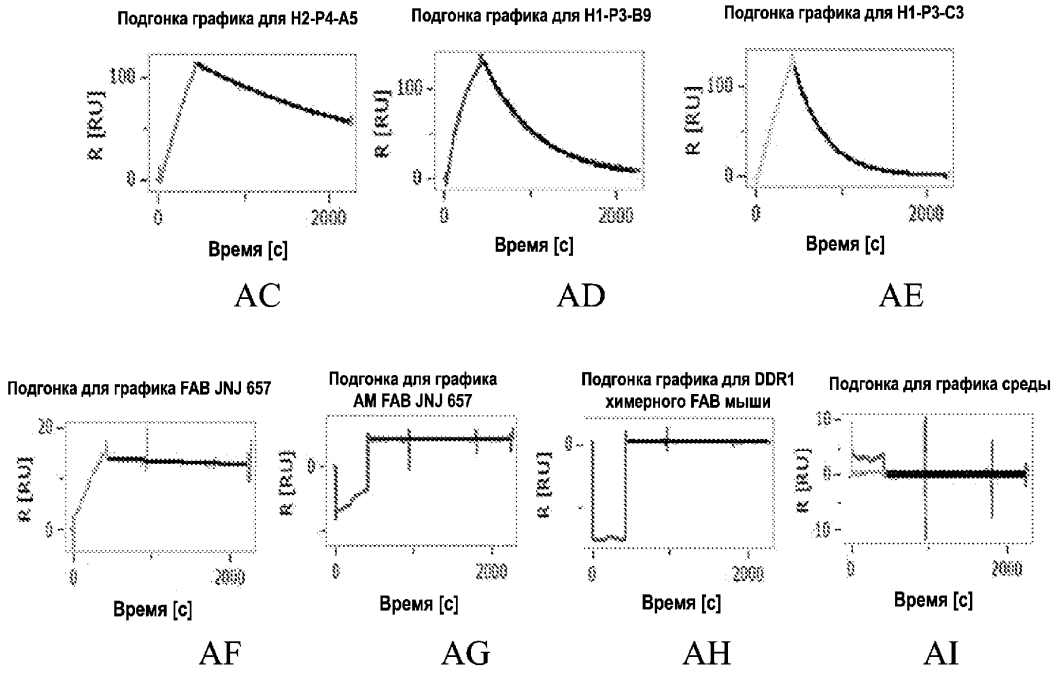 Подгонка графика для H2-P4-A5
Подгонка графика для H1-P3-B9
Подгонка графика для H1-P3-C3
R [RU]
100
0
0
2000
Время [с]
R [RU]
100
0
0
2000
Время [с]
R [RU]
100
0
0
2000
Время [с]
AC
AD
AE
Подгонка для графика FAB JNJ 657
Подгонка для графика
AM FAB JNJ 657
Подгонка графика для DDR1
химерного FAB мыши
Подгонка для графика среды
R [RU]
20
0
0
2000
Время [с]
R [RU]
0
0
2000
Время [с]
R [RU]
0
0
2000
Время [с]
R [RU]
10
0
-10
0
2000
Время [с]
AF
AG
AH
AI